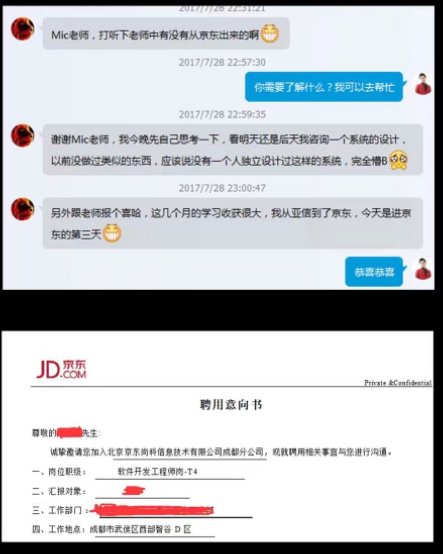 2017/7/28 22:31:21
Mic老师，打听下老师中有没有从京东出来的啊
2017/7/28 22:57:30
你需要了解什么？我可以去帮忙
2017/7/28 22:59:35
谢谢Mic老师，我今晚先自己思考一下，看明天还是后天我咨询一个系统的设计，
以前没做过类似的东西，应该说没有一个人独立设计过这样的系统，完全懵B
2017/7/28 23:00:47
另外跟老师报个喜哈，这几个月的学习收获很大，我从亚信到了京东，今天是进京
东的第三天
恭喜恭喜
JD.京东
.COM
Private &Confidential
聘用意向书
尊敬的 先生:
诚挚邀请您加入北京京东尚科信息技术有限公司成都分公司，现就聘用相关事宜与您进行沟通。
一、岗位职级： 软件开发工程师岗-T4
二、汇报对象：
三、工作部门：
四、工作地点：成都市武侯区西部智谷 D 区